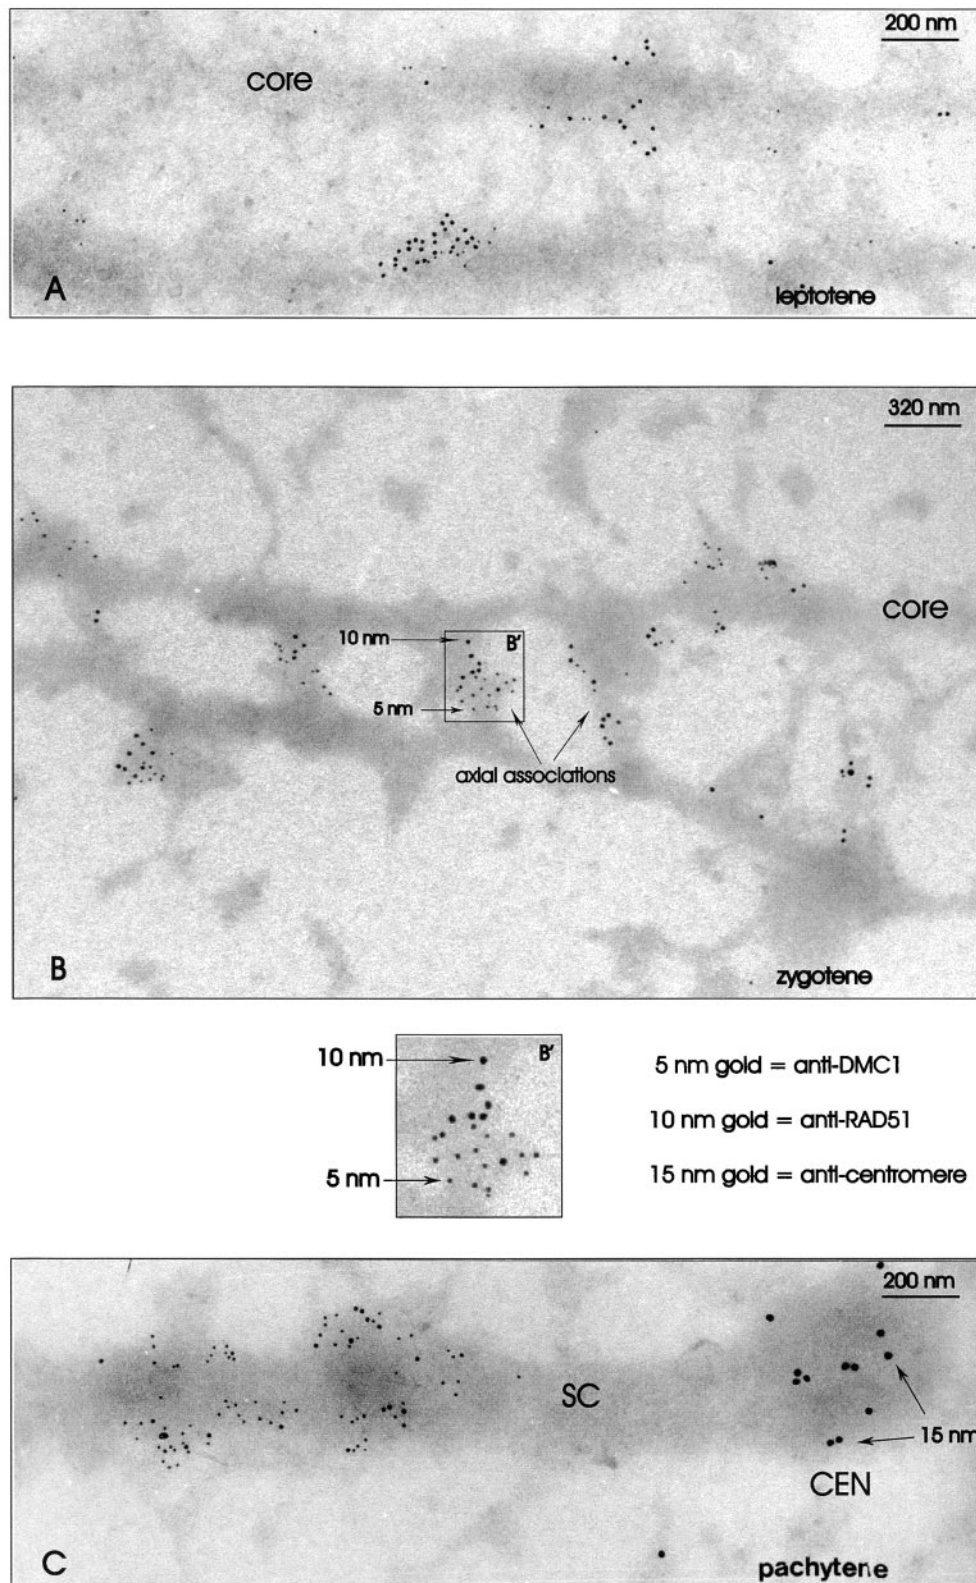 200 nm
core
A
leptotene
320 nm
core
10 nm
B'
5 nm
axial associations
B
zygotene
10 nm
B'
5 nm
5 nm gold = anti-DMC1
10 nm gold = anti-RAD51
15 nm gold = anti-centromere
200 nm
SC
15 nm
CEN
C
pachytene